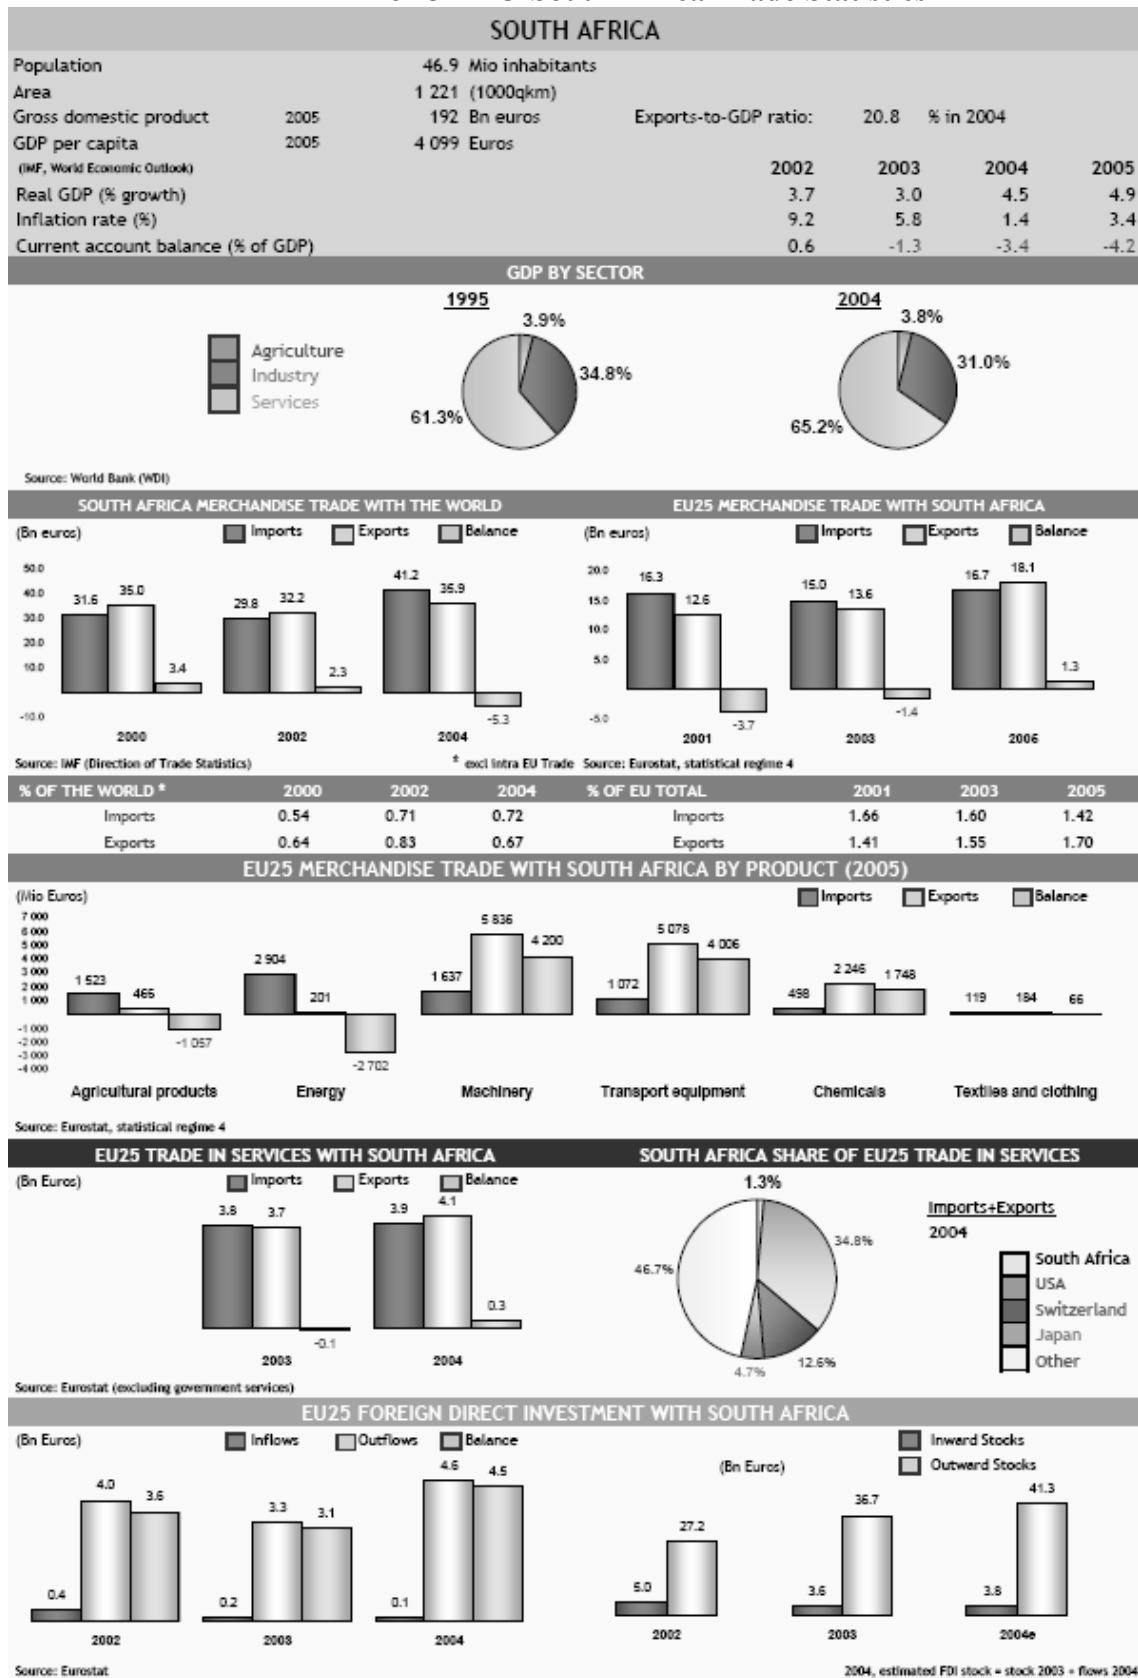 SOUTH AFRICA
Population 46.9 Mio inhabitants
Area 1 221 (1000qkm)
Gross domestic product 2005 192 Bn euros Exports-to-GDP ratio: 20.8 % in 2004
GDP per capita 2005 4 099 Euros
(IMF, World Economic Outlook) 2002 2003 2004 2005
Real GDP (% growth) 3.7 3.0 4.5 4.9
Inflation rate (%) 9.2 5.8 1.4 3.4
Current account balance (% of GDP) 0.6 -1.3 -3.4 -4.2
GDP BY SECTOR
1995 2004
3.9% 3.8%
Agriculture
Industry 34.8% 31.0%
Services
61.3% 65.2%
Source: World Bank (WDI)
SOUTH AFRICA MERCHANDISE TRADE WITH THE WORLD EU25 MERCHANDISE TRADE WITH SOUTH AFRICA
(Bn euros) Imports Exports Balance (Bn euros) Imports Exports Balance
50.0 40.0 30.0 20.0 10.0 -10.0
31.6 35.0 3.4 29.8 32.2 2.3 41.2 35.9 -5.3
20.0 15.0 10.0 5.0 -5.0
16.3 12.6 -3.7 15.0 13.6 -1.4 16.7 18.1 1.3
2000 2002 2004 2001 2003 2006
Source: IMF (Direction of Trade Statistics) * excl intra EU Trade Source: Eurostat, statistical regime 4
% OF THE WORLD * 2000 2002 2004 % OF EU TOTAL 2001 2003 2005
Imports 0.54 0.71 0.72 Imports 1.66 1.60 1.42
Exports 0.64 0.83 0.67 Exports 1.41 1.55 1.70
EU25 MERCHANDISE TRADE WITH SOUTH AFRICA BY PRODUCT (2005)
(Mio Euros) Imports Exports Balance
7 000
6 000
5 000
4 000
3 000
2 000
1 000
-1 000
-2 000
-3 000
-4 000
1 523 465 -1 057 2 904 201 -2 702 1 637 5 836 4 200 1 072 5 078 4 006 498 2 246 1 748 119 184 66
Agricultural products Energy Machinery Transport equipment Chemicals Textiles and clothing
Source: Eurostat, statistical regime 4
EU25 TRADE IN SERVICES WITH SOUTH AFRICA SOUTH AFRICA SHARE OF EU25 TRADE IN SERVICES
(Bn Euros) Imports Exports Balance 1.3%
3.8 3.7 -0.1 3.9 4.1 0.3
Imports+Exports
2004
34.8%
46.7%
South Africa
USA
Switzerland
Japan
Other
12.6%
4.7%
2003 2004
Source: Eurostat (excluding government services)
EU25 FOREIGN DIRECT INVESTMENT WITH SOUTH AFRICA
(Bn Euros) Inflows Outflows Balance Inward Stocks
(Bn Euros) Outward Stocks
0.4 4.0 3.6 0.2 3.3 3.1 0.1 4.6 4.5 5.0 27.2 3.6 36.7 3.8 41.3
2002 2003 2004 2002 2003 2004e
Source: Eurostat 2004, estimated FDI stock = stock 2003 + flows 2004